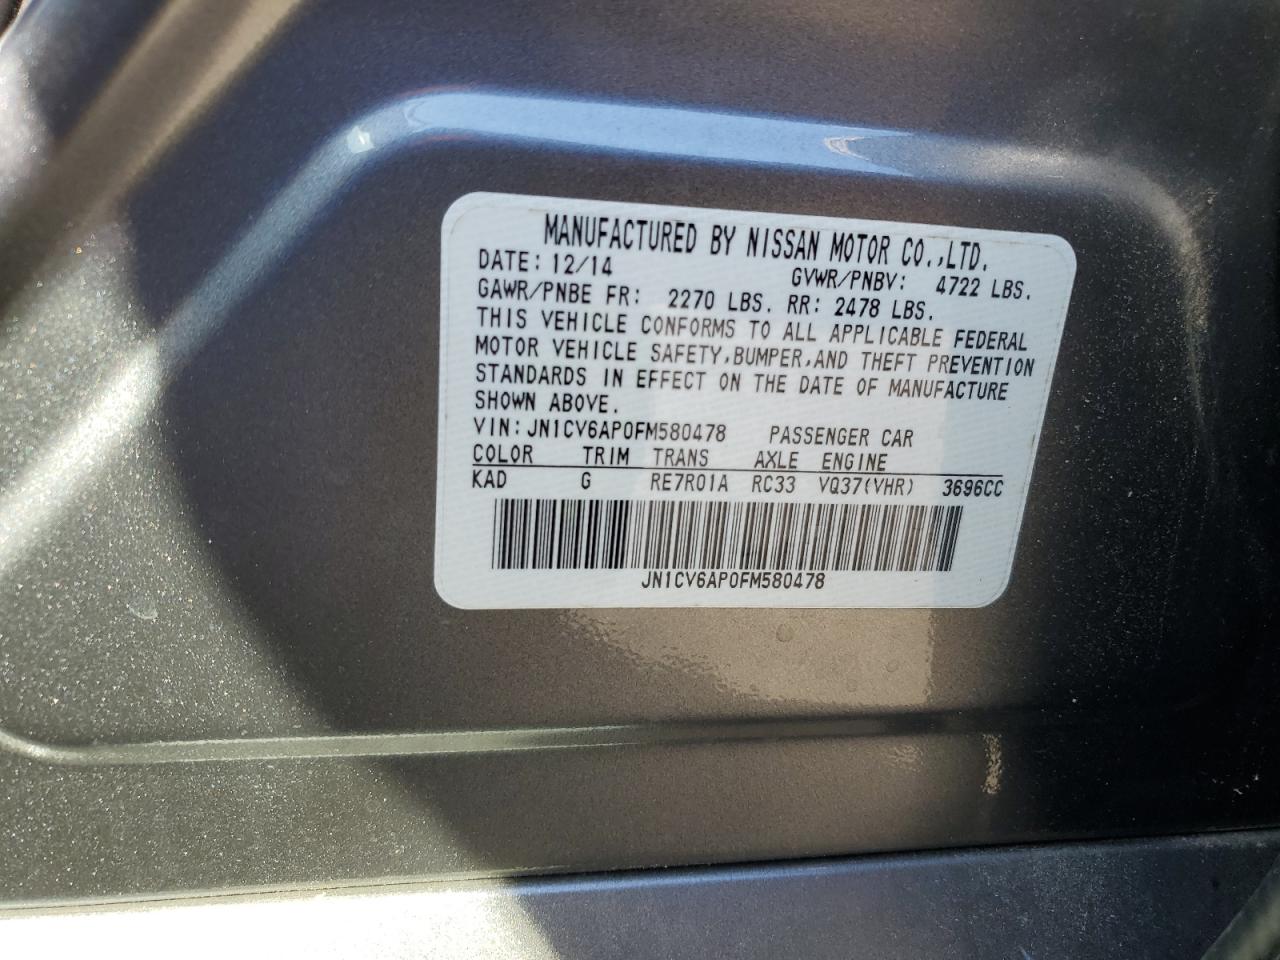 MANUFACTURED BY NISSAN MOTOR CO.,LTD.
DATE: 12/14 GVWR/PNBV: 4722 LBS.
GAWR/PNBE FR: 2270 LBS. RR: 2478 LBS.
THIS VEHICLE CONFORMS TO ALL APPLICABLE FEDERAL
MOTOR VEHICLE SAFETY,BUMPER,AND THEFT PREVENTION
STANDARDS IN EFFECT ON THE DATE OF MANUFACTURE
SHOWN ABOVE.
VIN:JN1CV6AP0FM580478 PASSENGER CAR
COLOR TRIM TRANS AXLE ENGINE
KAD G RE7R01A RC33 VQ37(VHR) 3696CC
JN1CV6AP0FM580478